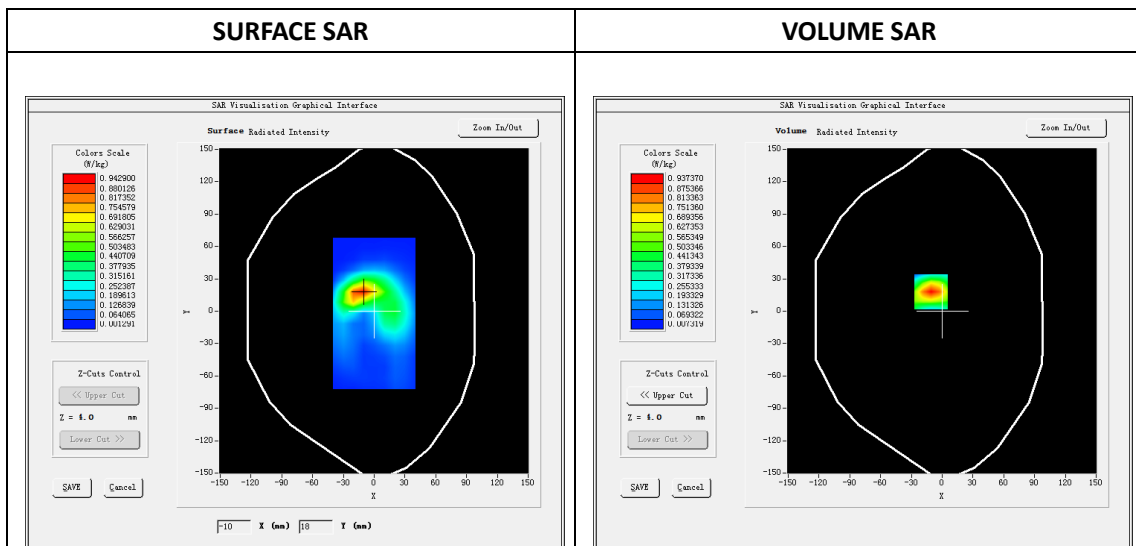 SURFACE SAR
VOLUME SAR
SAR Visualisation Graphical Interface
Surface Radiated Intensity
Zoom In/Out
Colors Scale
(W/kg)
0.942900
0.880126
0.817352
0.754579
0.691805
0.629031
0.566257
0.503483
0.440709
0.377935
0.315161
0.252387
0.189613
0.126839
0.064065
0.001291
150
120
90
60
30
0
-30
-60
-90
-120
-150
Y
-150 -120 -90 -60 -30 0 30 60 90 120 150
X
Z-Cuts Control
<< Upper Cut
Z = 4.0 mm
Lower Cut >>
SAVE Cancel
-10 X (mm) 18 Y (mm)
SAR Visualisation Graphical Interface
Volume Radiated Intensity
Zoom In/Out
Colors Scale
(W/kg)
0.937370
0.875366
0.813363
0.751360
0.689356
0.627353
0.565349
0.503346
0.441343
0.379339
0.317336
0.255333
0.193329
0.131326
0.069322
0.007319
150
120
90
60
30
0
-30
-60
-90
-120
-150
Y
-150 -120 -90 -60 -30 0 30 60 90 120 150
X
Z-Cuts Control
<< Upper Cut
Z = 4.0 mm
Lower Cut >>
SAVE Cancel